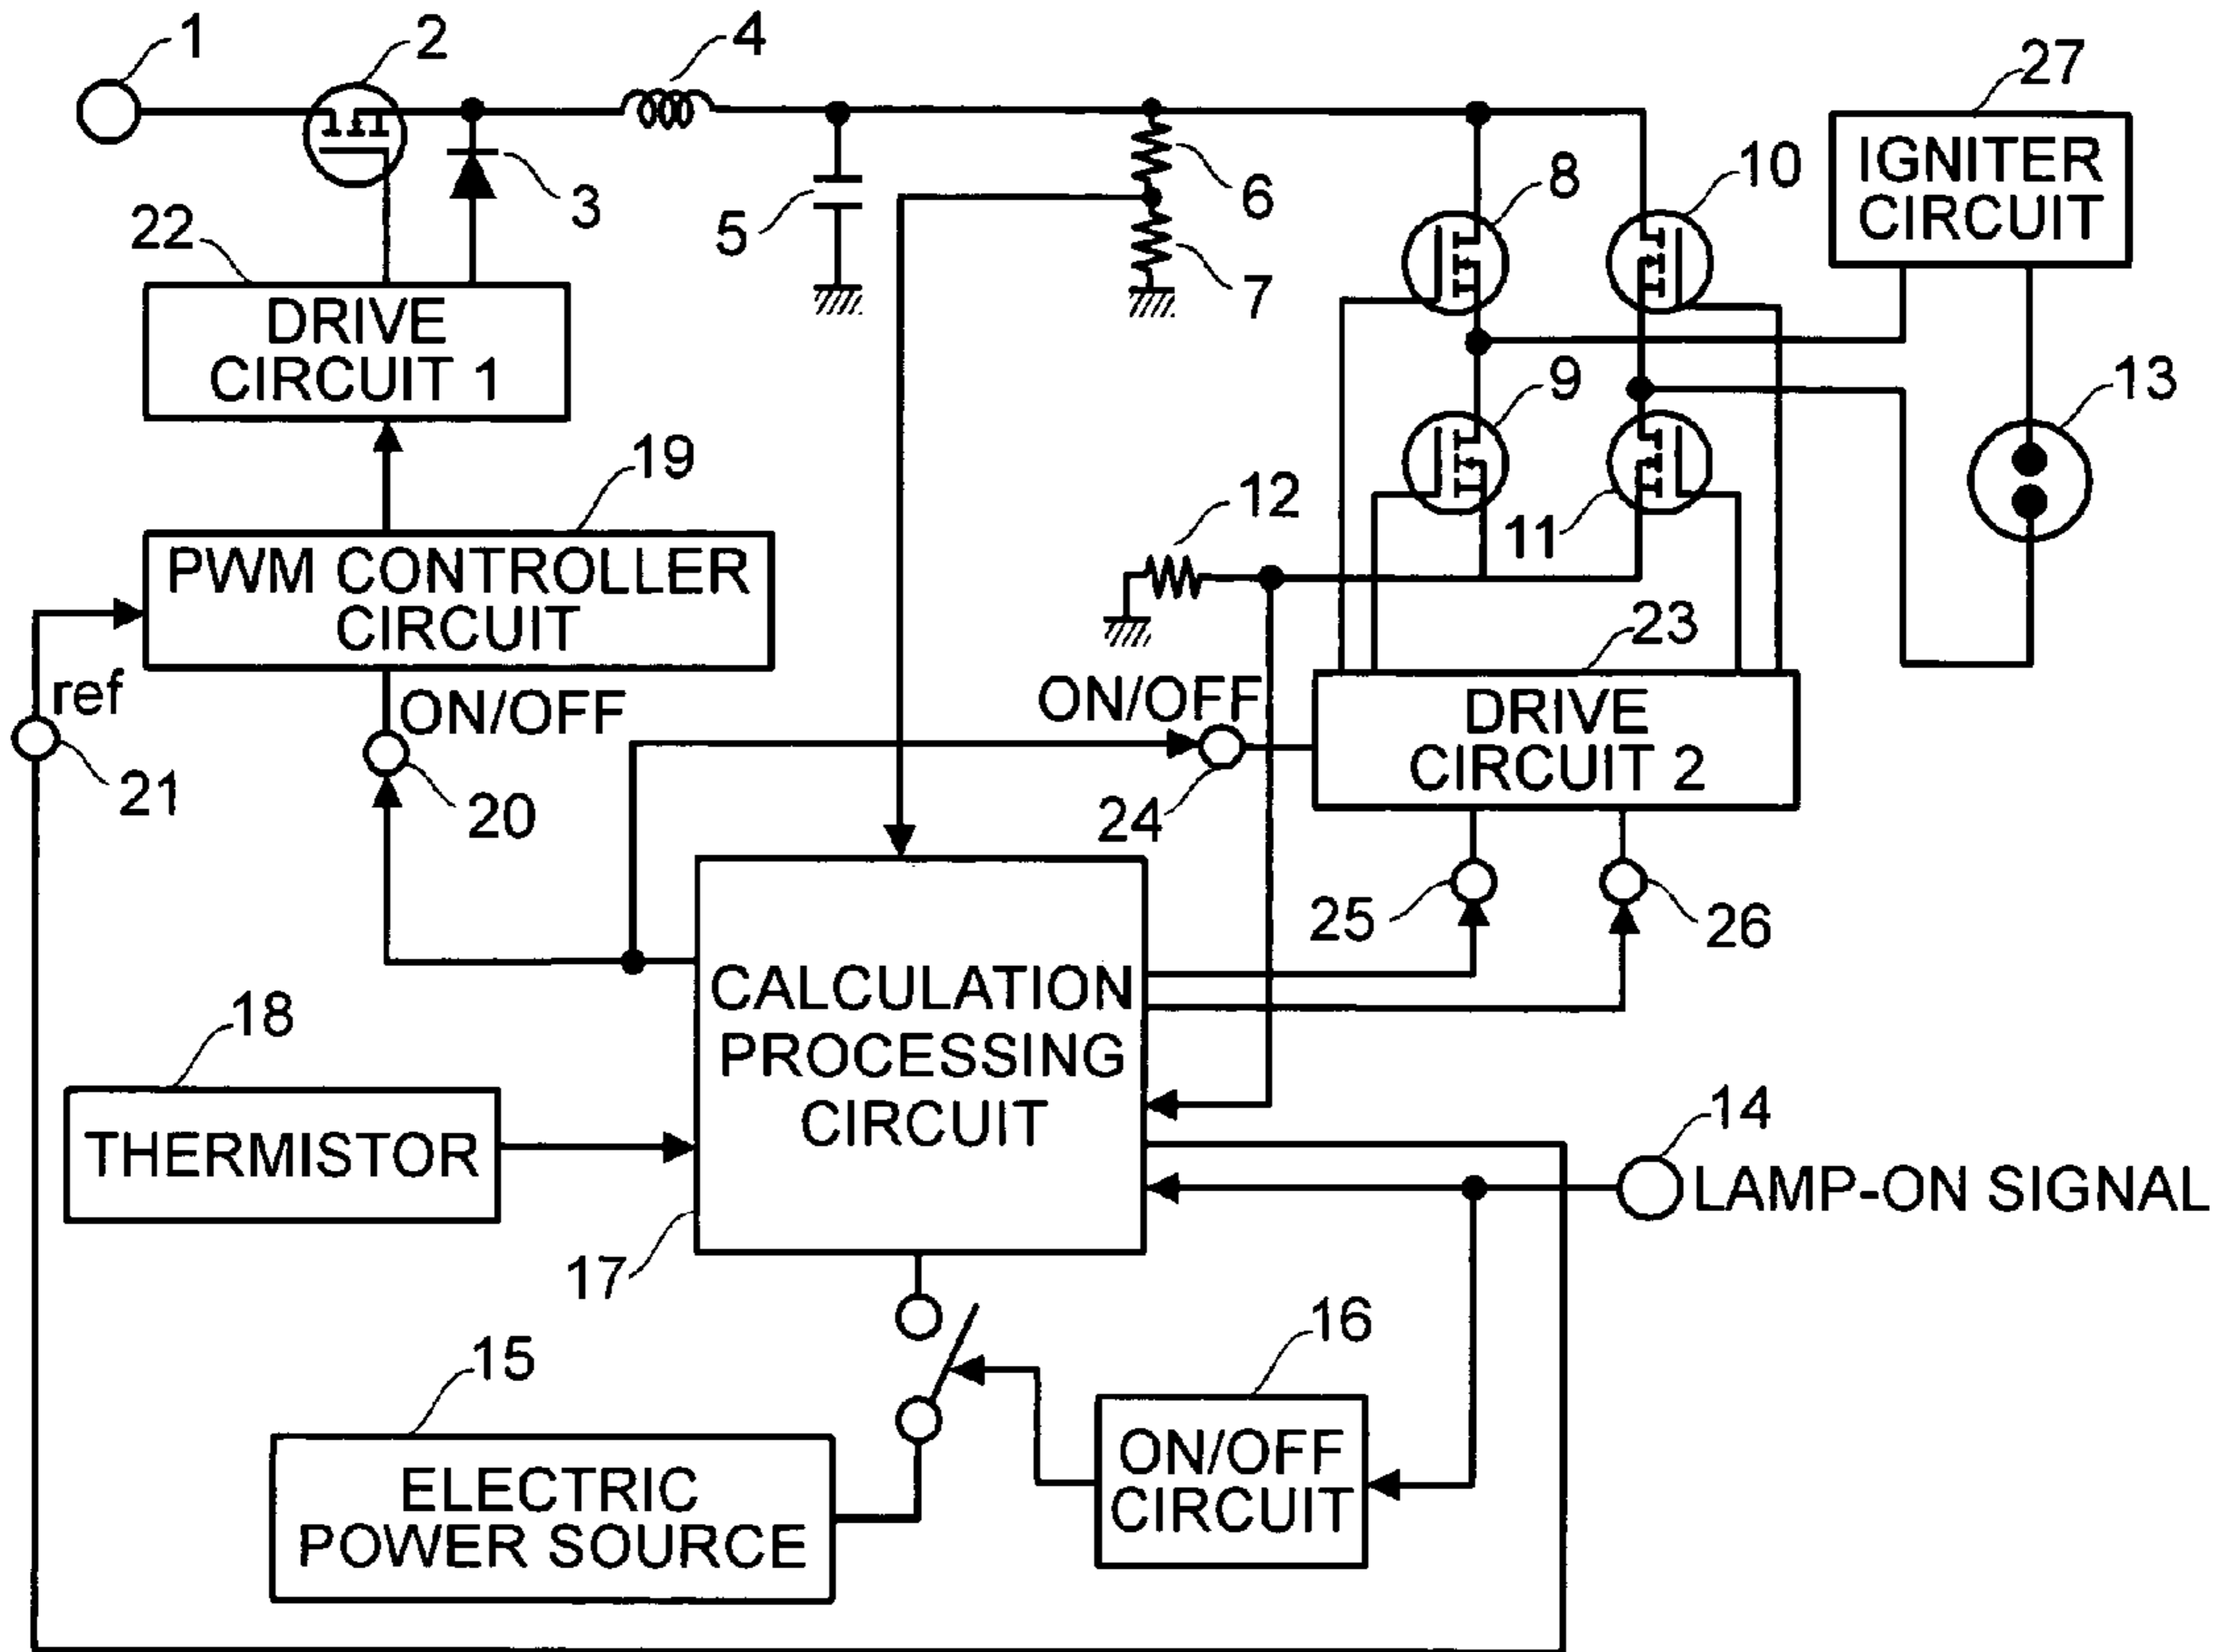 1
2
4
27
IGNITER
CIRCUIT
3
5
6
7
8
10
22
DRIVE
CIRCUIT 1
9
13
19
12
11
PWM CONTROLLER
CIRCUIT
23
ref
ON/OFF
ON/OFF
DRIVE
CIRCUIT 2
21
20
24
25
26
CALCULATION
PROCESSING
CIRCUIT
18
THERMISTOR
14
LAMP-ON SIGNAL
17
16
15
ON/OFF
CIRCUIT
ELECTRIC
POWER SOURCE